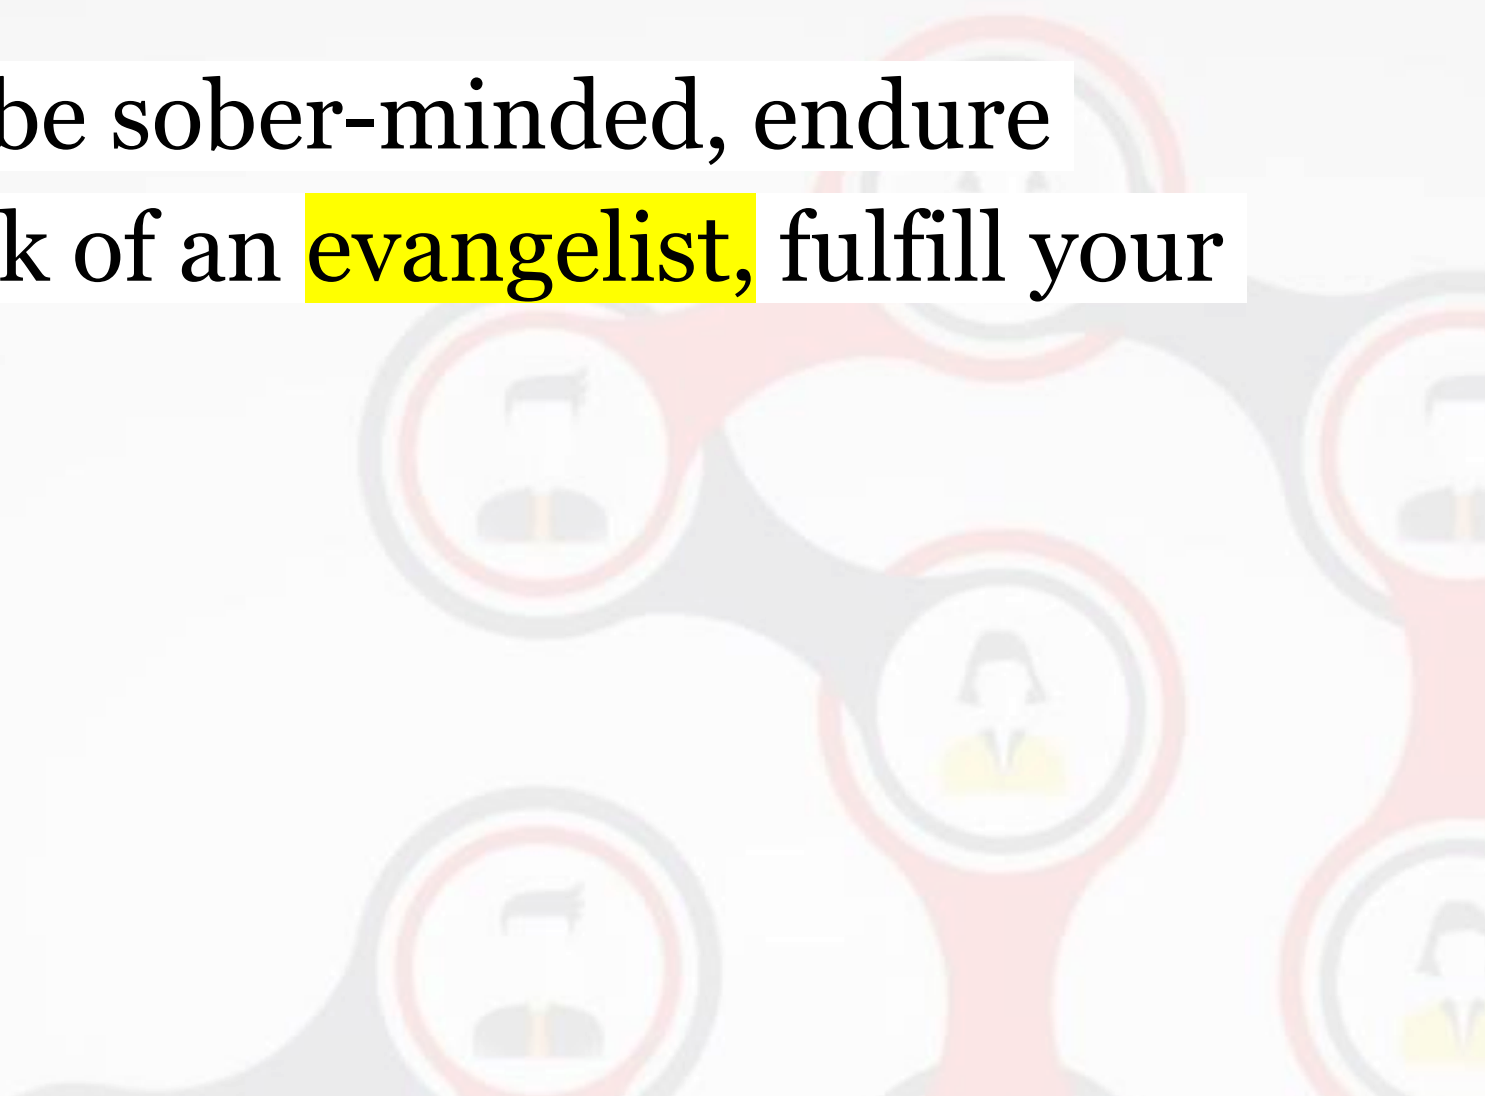 be sober-minded, endure
k of an evangelist, fulfill your